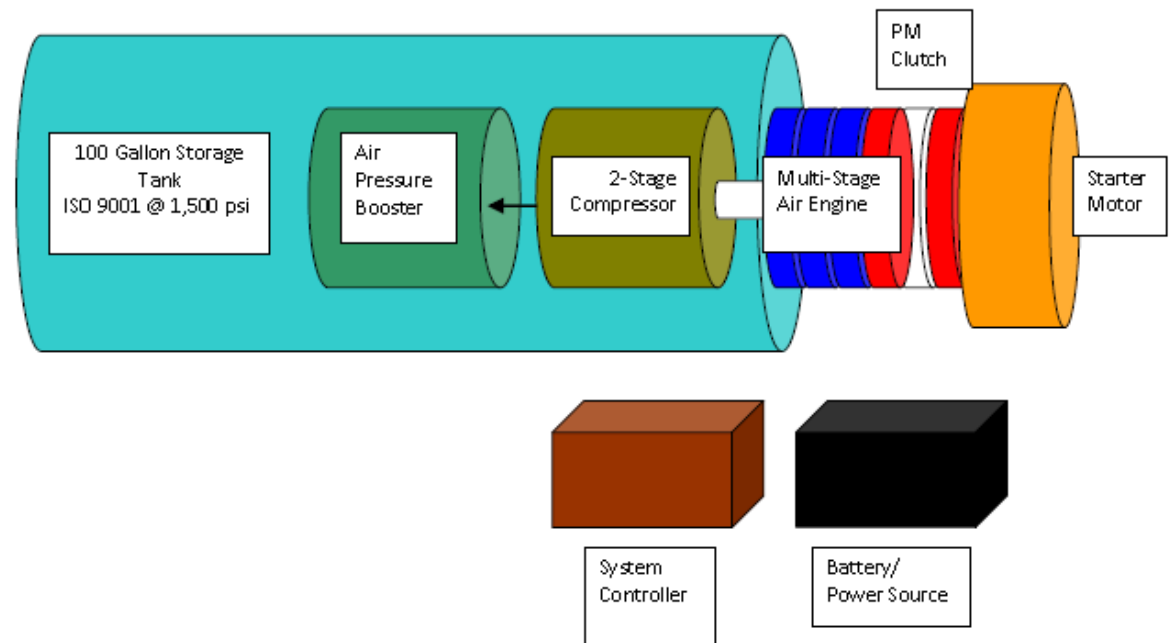 PM
Clutch
100 Gallon Storage
Tank
ISO 9001 @ 1,500 psi
Air
Pressure
Booster
2-Stage
Compressor
Multi-Stage
Air Engine
Starter
Motor
System
Controller
Battery/
Power Source